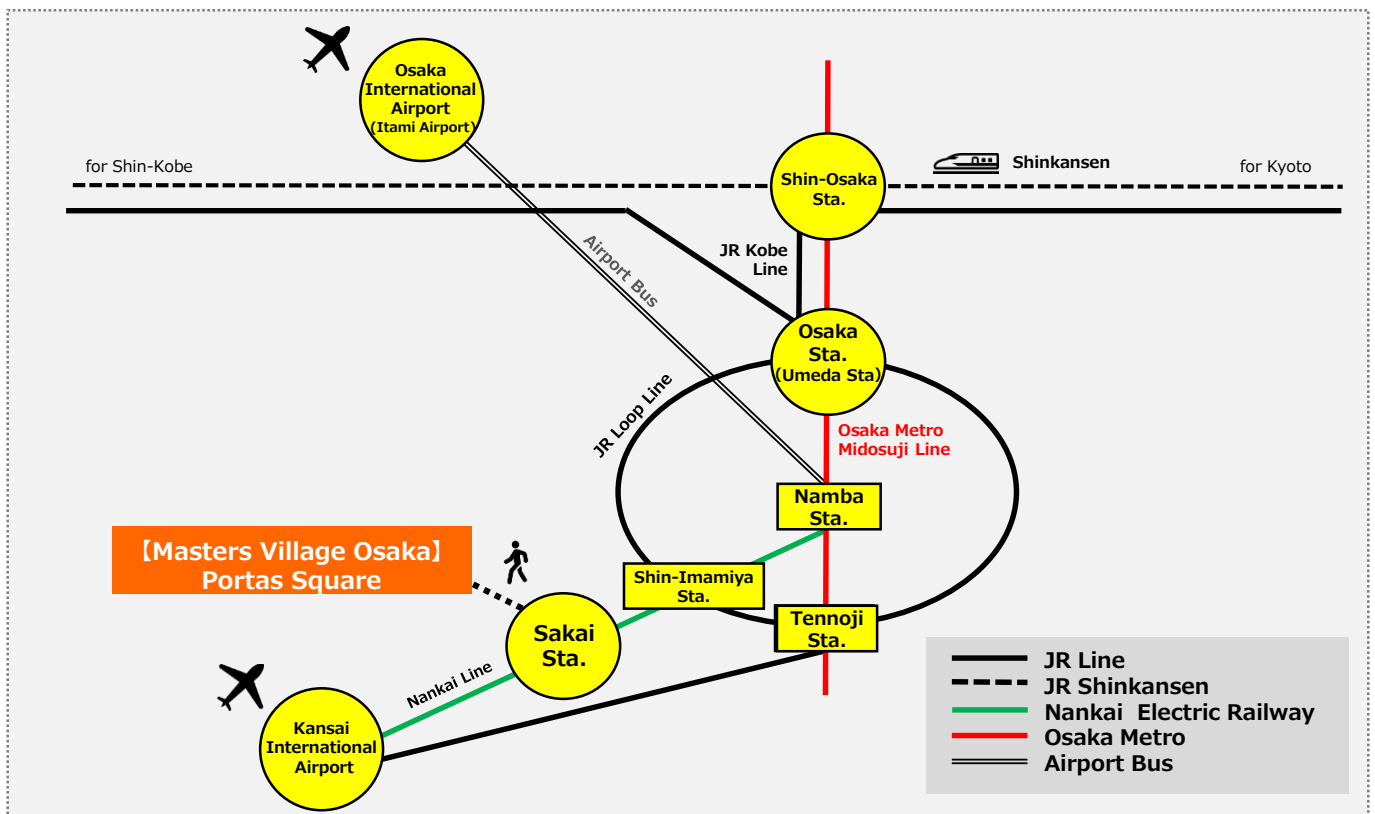 Osaka
International
Airport
(Itami Airport)
for Shin-Kobe
Shin-Osaka
Sta.
Shinkansen
for Kyoto
Airport Bus
JR Kobe
Line
Osaka
Sta.
(Umeda Sta)
JR Loop Line
Osaka Metro
Midosuji Line
Namba
Sta.
【Masters Village Osaka】
Portas Square
Shin-Imamiya
Sta.
Sakai
Sta.
Tennoji
Sta.
Nankai Line
Kansai
International
Airport
JR Line
JR Shinkansen
Nankai Electric Railway
Osaka Metro
Airport Bus